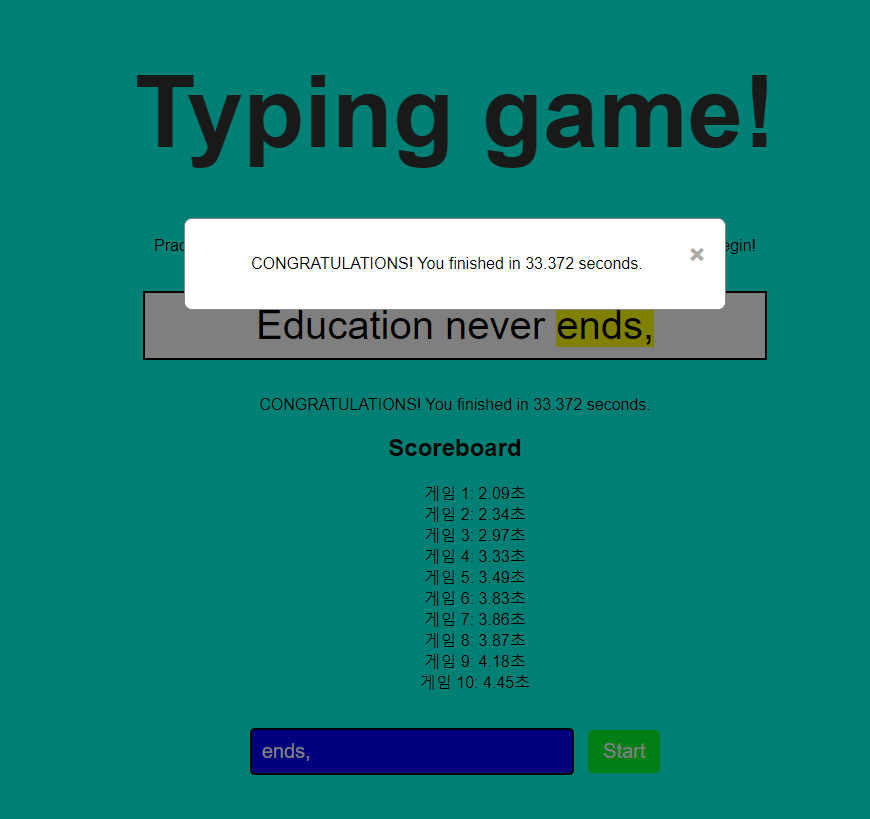 Typing game!
Prac
egin!
CONGRATULATIONS! You finished in 33.372 seconds.
×
Education never ends,
CONGRATULATIONS! You finished in 33.372 seconds.
Scoreboard
게임 1: 2.09초
게임 2: 2.34초
게임 3: 2.97초
게임 4: 3.33초
게임 5: 3.49초
게임 6: 3.83초
게임 7: 3.86초
게임 8: 3.87초
게임 9: 4.18초
게임 10: 4.45초
ends,
Start